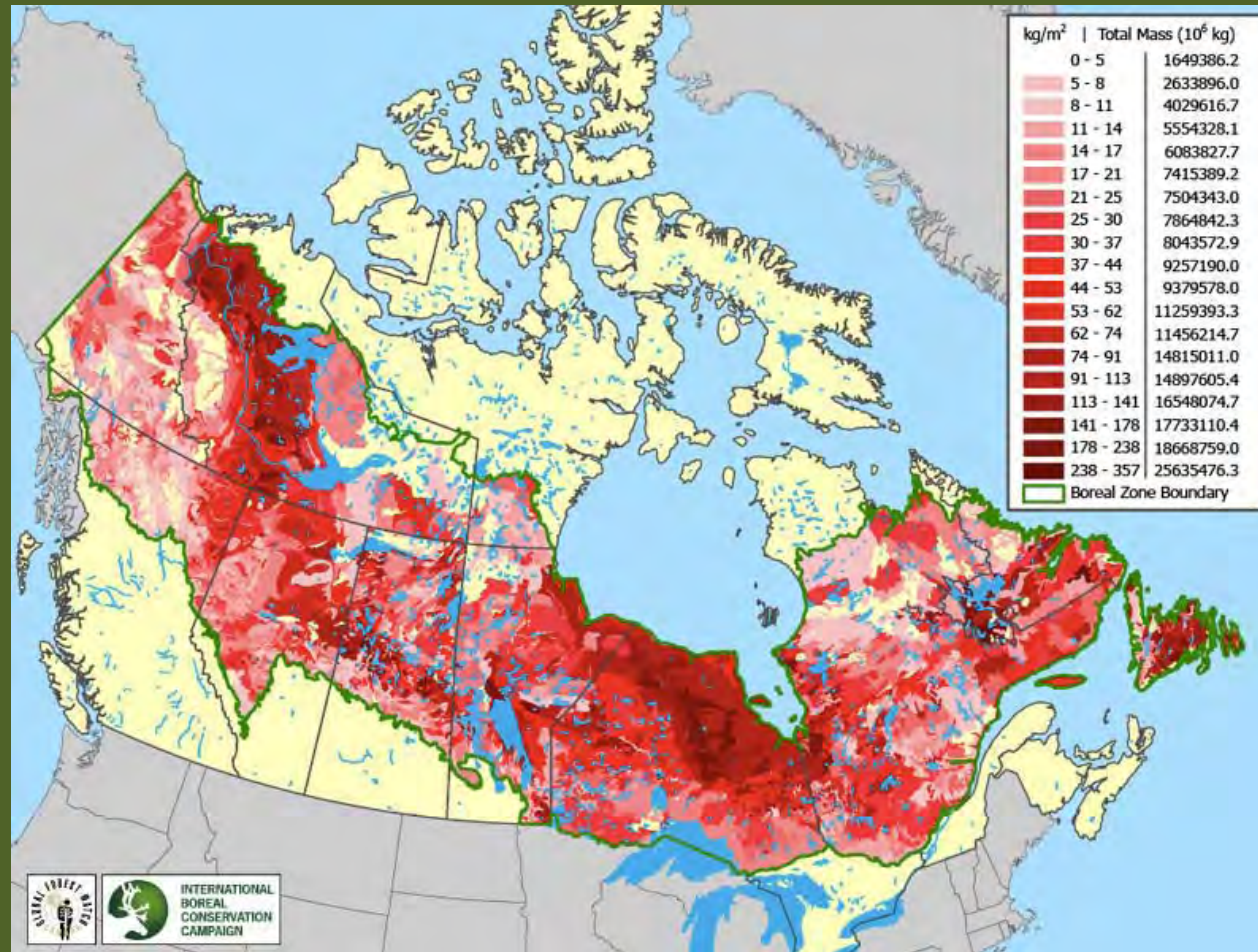 kg/m² | Total Mass (10⁶ kg)
0 - 5 1649386.2
5 - 8 2633896.0
8 - 11 4029616.7
11 - 14 5554328.1
14 - 17 6083827.7
17 - 21 7415389.2
21 - 25 7504343.0
25 - 30 7864842.3
30 - 37 8043572.9
37 - 44 9257190.0
44 - 53 9379578.0
53 - 62 11259393.3
62 - 74 11456214.7
74 - 91 14815011.0
91 - 113 14897605.4
113 - 141 16548074.7
141 - 178 17733110.4
178 - 238 18668759.0
238 - 357 25635476.3
Boreal Zone Boundary
GLOBAL FOREST WATCH
INTERNATIONAL
BOREAL
CONSERVATION
CAMPAIGN